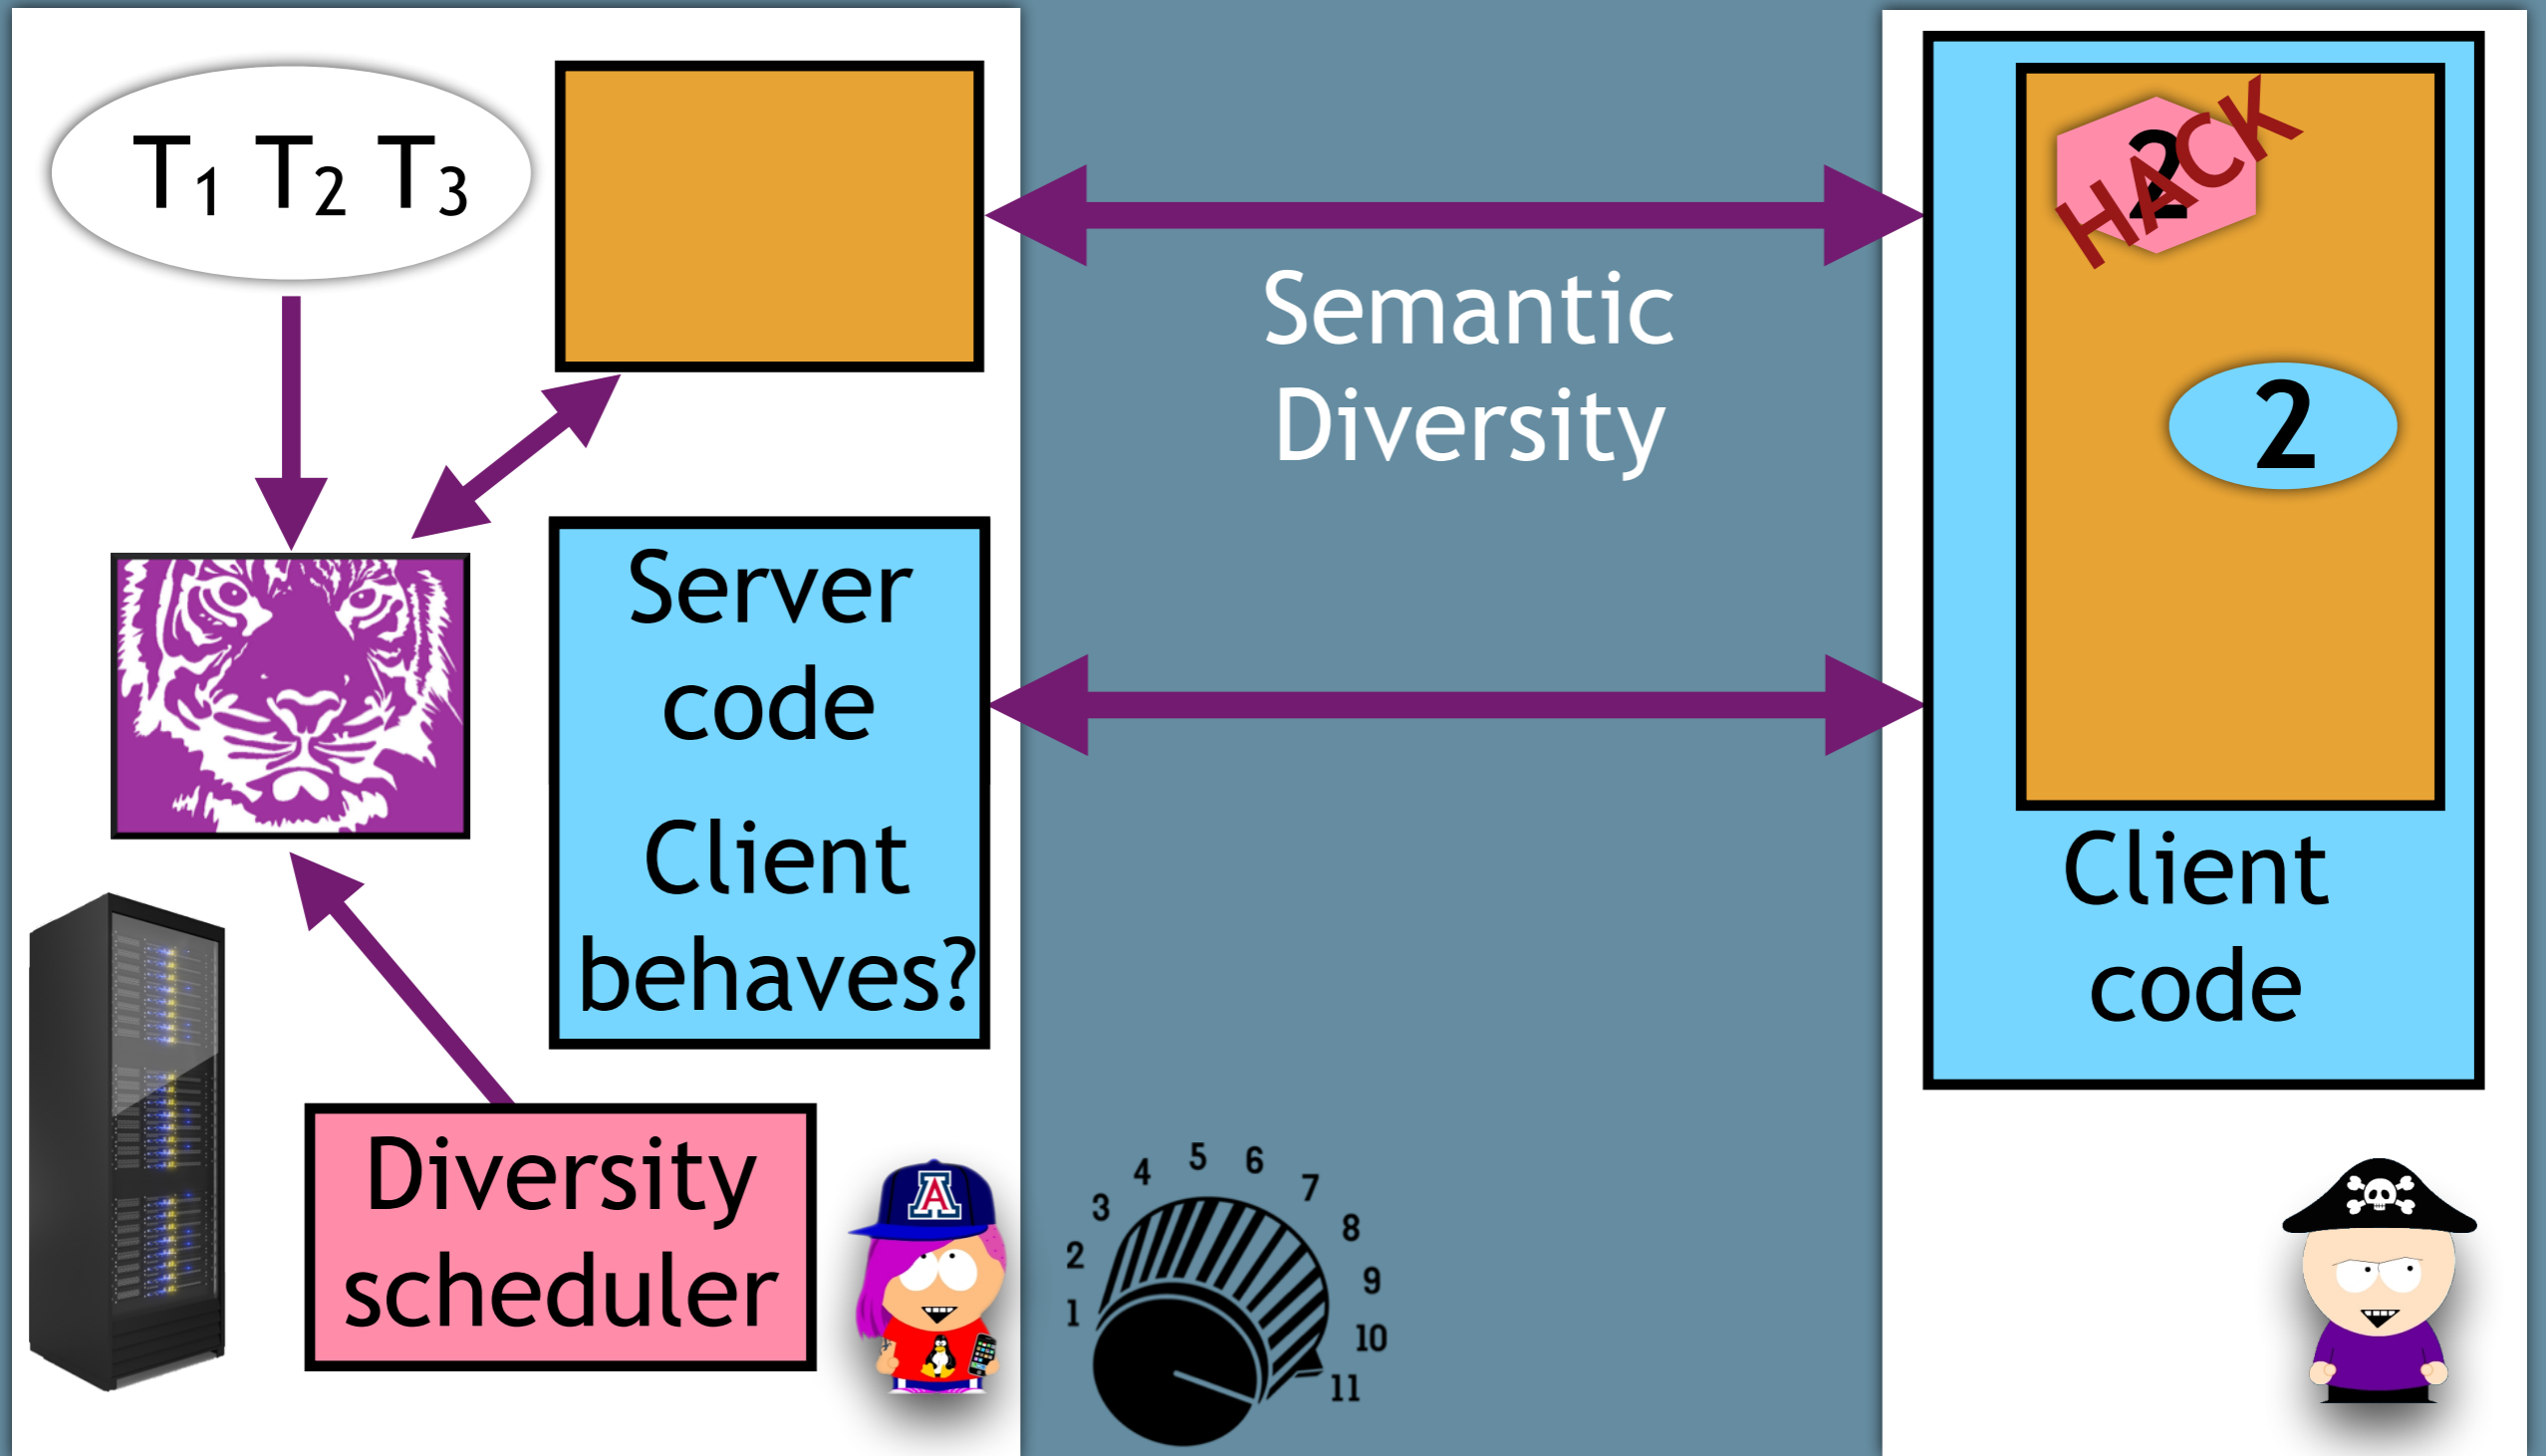 T1 T2 T3
Semantic
Diversity
Server
code
Client
behaves?
Diversity
scheduler
A
1
2
3
4
5
6
7
8
9
10
11
2
HACK
2
Client
code